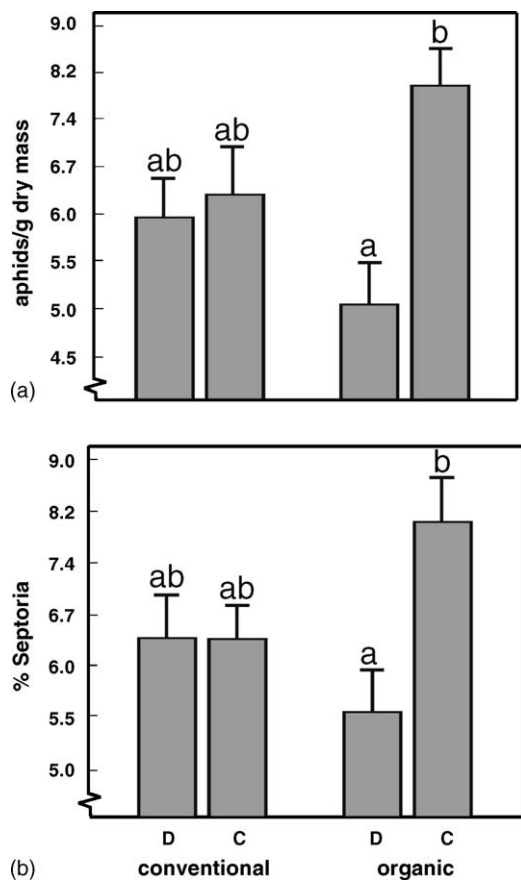 9.0
8.2
7.4
6.7
6.0
5.5
5.0
4.5
aphids/g dry mass
ab
ab
a
b
(a)
9.0
8.2
7.4
6.7
6.0
5.5
5.0
% Septoria
ab
ab
a
b
D C D C
(b) conventional organic